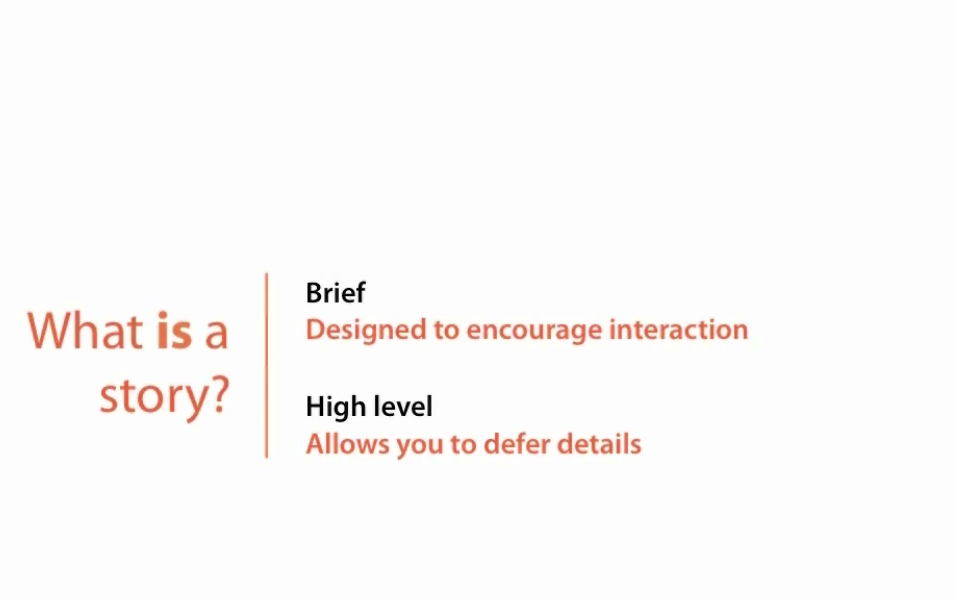 What is a
story?
Brief
Designed to encourage interaction
High level
Allows you to defer details